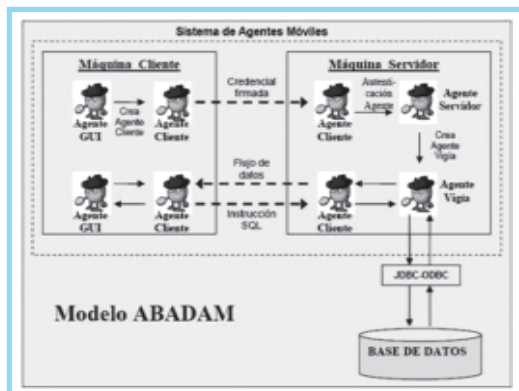 Sistema de Agentes Móviles
Máquina Cliente
Máquina Servidor
Agente
GUI
Crea
Agente
Cliente
Agente
Cliente
Credencial
firmada
Agente
Cliente
Autenti-
cación
Agente
Agente
Servidor
Crea
Agente
Vigía
Agente
GUI
Agente
Cliente
Flujo de
datos
Instrucción
SQL
Agente
Cliente
Agente
Vigía
JDBC-ODBC
Modelo ABADAM
BASE DE DATOS